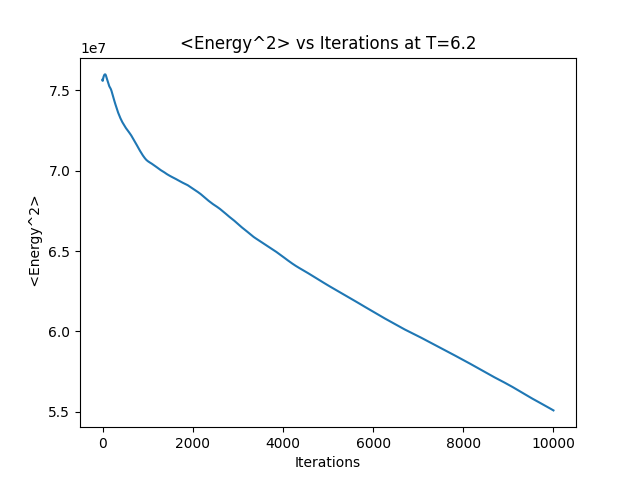 <Energy^2> vs Iterations at T=6.2
1e7
7.5
7.0
6.5
6.0
5.5
<Energy^2>
0 2000 4000 6000 8000 10000
Iterations